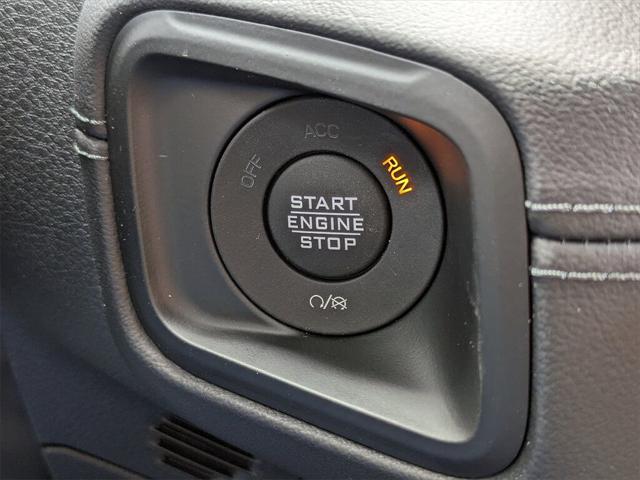 ACC
OFF
RUN
START
ENGINE
STOP